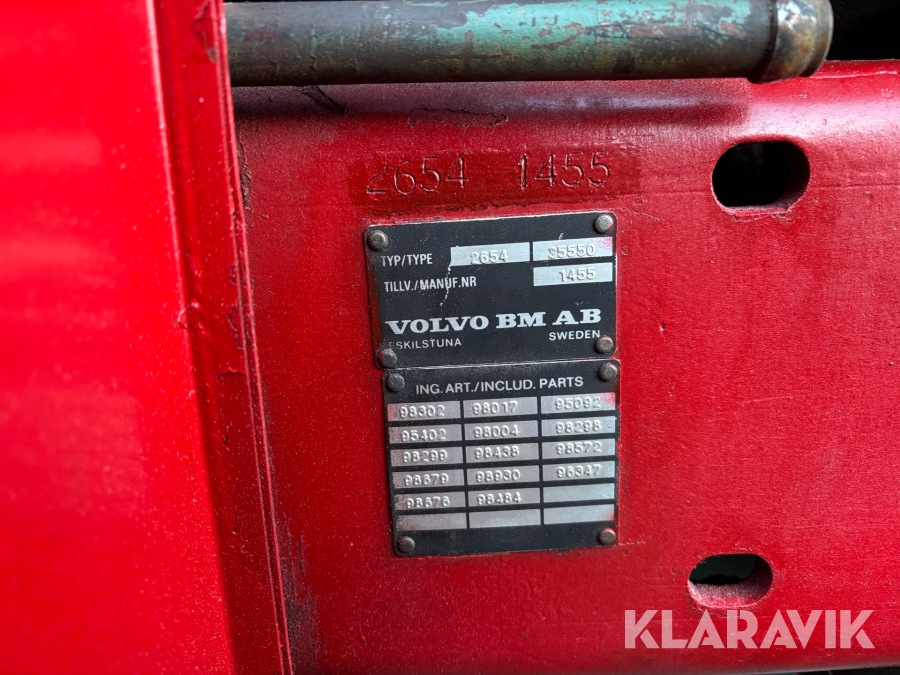 2654 1455
TYP/TYPE 2654 35550
TILLV./MANUF.NR 1455
VOLVO BM AB
ESKILSTUNA SWEDEN
ING. ART./INCLUD. PARTS
98302 98017 95092
95402 98004 98298
98299 98438 98572
98679 98930 96347
98676 98484
KLARAVIK